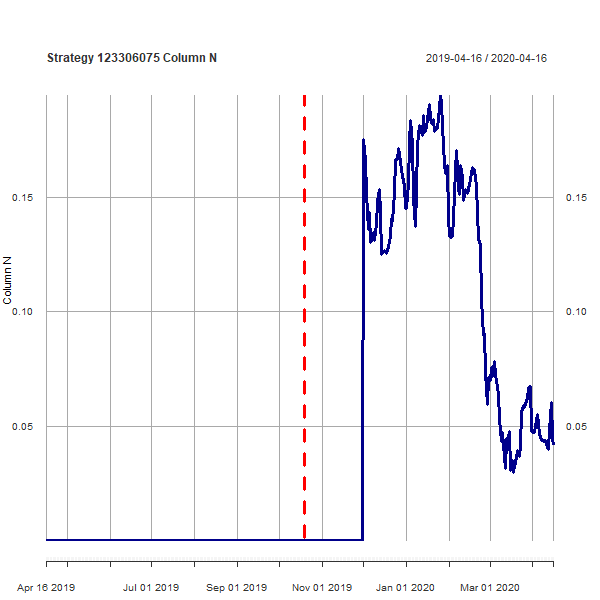 Strategy 123306075 Column N
2019-04-16 / 2020-04-16
0.15
0.15
Column N
0.10
0.10
0.05
0.05
Apr 16 2019
Jul 01 2019
Sep 01 2019
Nov 01 2019
Jan 01 2020
Mar 01 2020